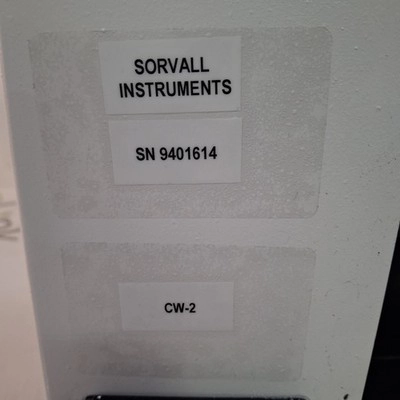 SORVALL
INSTRUMENTS
SN 9401614
CW-2